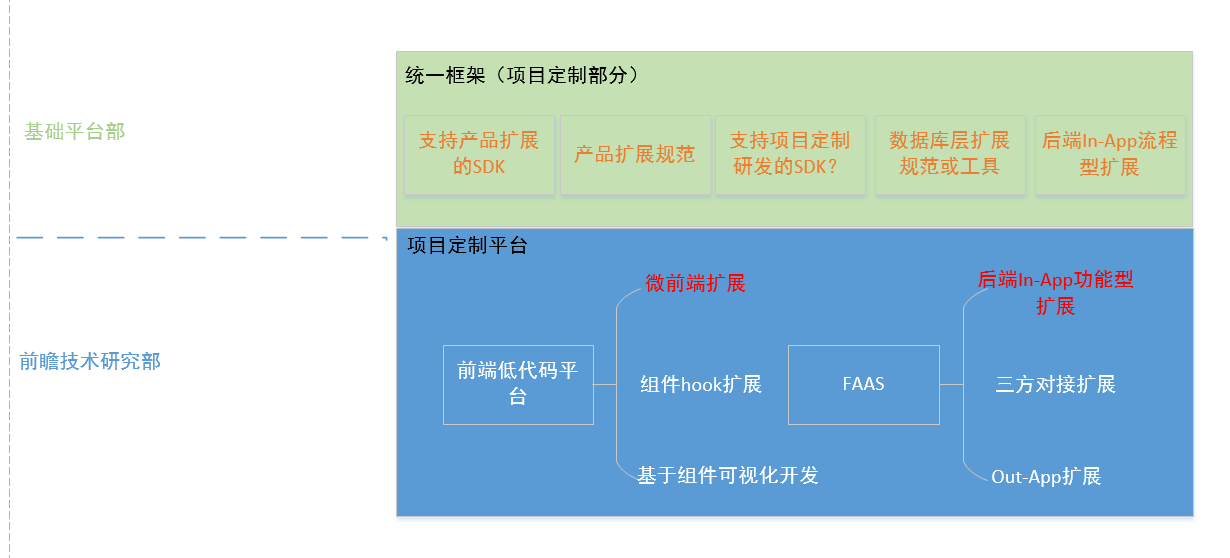 统一框架（项目定制部分）
基础平台部
支持产品扩展
的SDK
产品扩展规范
支持项目定制
研发的SDK？
数据库层扩展
规范或工具
后端In-App流程
型扩展
项目定制平台
前瞻技术研究部
前端低代码平
台
微前端扩展
组件hook扩展
基于组件可视化开发
FAAS
后端In-App功能型
扩展
三方对接扩展
Out-App扩展